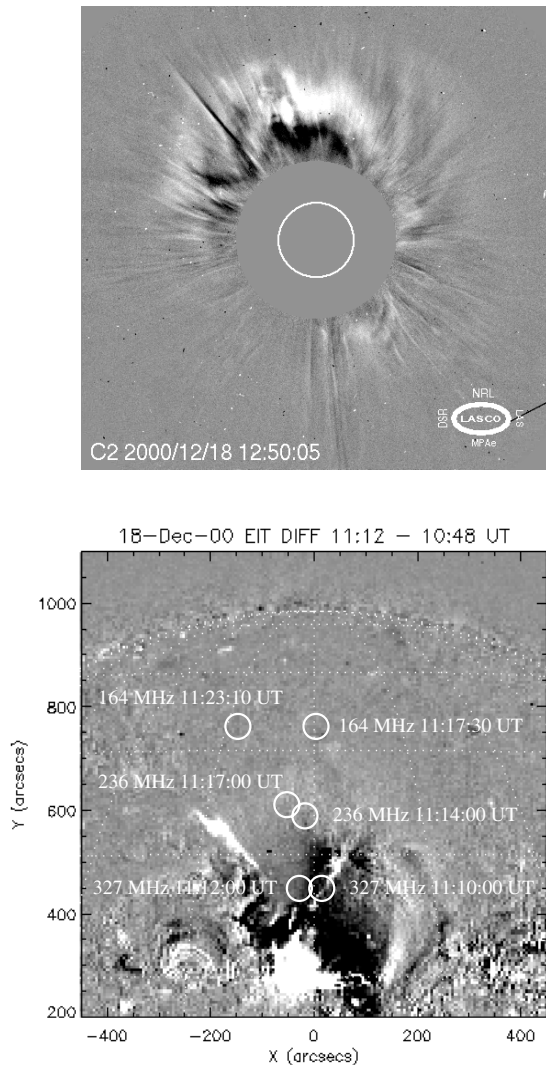 NRL
DSR
LASCO
LAS
MPAe
C2 2000/12/18 12:50:05
18-Dec-00 EIT DIFF 11:12 - 10:48 UT
1000
800
600
400
200
Y (arcsecs)
164 MHz 11:23:10 UT
164 MHz 11:17:30 UT
236 MHz 11:17:00 UT
236 MHz 11:14:00 UT
327 MHz 11:12:00 UT
327 MHz 11:10:00 UT
-400 -200 0 200 400
X (arcsecs)